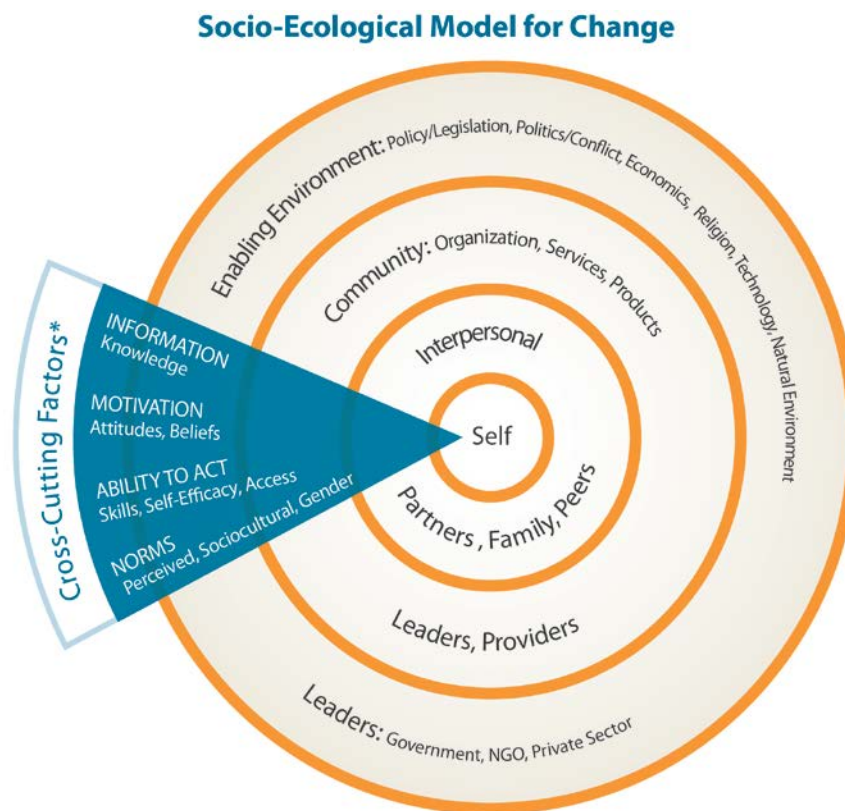 Socio-Ecological Model for Change
Enabling Environment: Policy/Legislation, Politics/Conflict, Economics, Religion, Technology, Natural Environment
Community: Organization, Services, Products
Interpersonal
Self
Partners , Family, Peers
Leaders, Providers
Leaders: Government, NGO, Private Sector
Cross-Cutting Factors*
INFORMATION
Knowledge
MOTIVATION
Attitudes, Beliefs
ABILITY TO ACT
Skills, Self-Efficacy, Access
NORMS
Perceived, Sociocultural, Gender